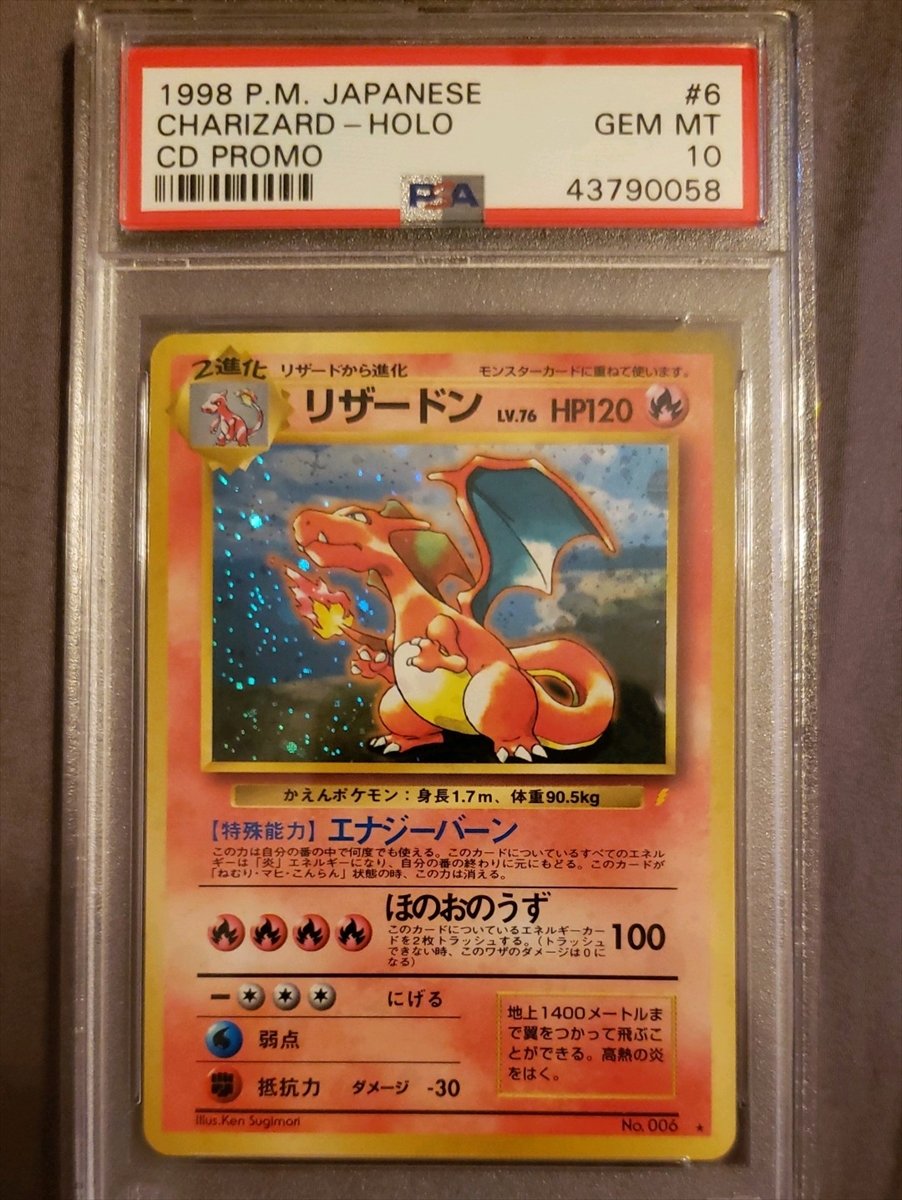 1998 P.M. JAPANESE #6
CHARIZARD-HOLO GEM MT
CD PROMO 10
PSA 43790058
2進化 リザードから進化 モンスターカードに重ねて使います。
リザードン LV.76 HP120
かえんポケモン:身長1.7m、体重90.5kg
【特殊能力】エナジーバーン
この力は自分の番の中で何度でも使える。このカードについているすべてのエネル
ギーは「炎」エネルギーになり、自分の番の終わりに元にもどる。このカードが
「ねむり・マヒ・こんらん」状態の時、この力は消える。
ほのおのうず
このカードについているエネルギーカー
ドを2枚トラッシュする。(トラッシュ
できない時、このワザのダメージは0に
なる)
100
にげる
弱点
抵抗力 ダメージ -30
地上1400メートルま
で翼をつかって飛ぶこ
とができる。高熱の炎
をはく。
Illus.Ken Sugimori No. 006